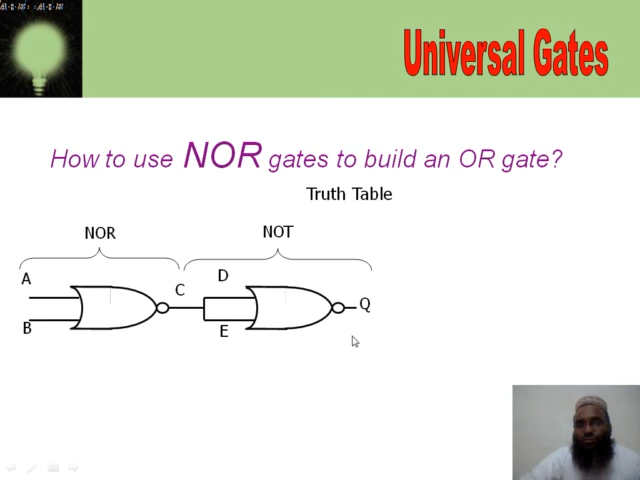 Universal Gates
How to use NOR gates to build an OR gate?
Truth Table
NOR
NOT
A
D
C
Q
B
E